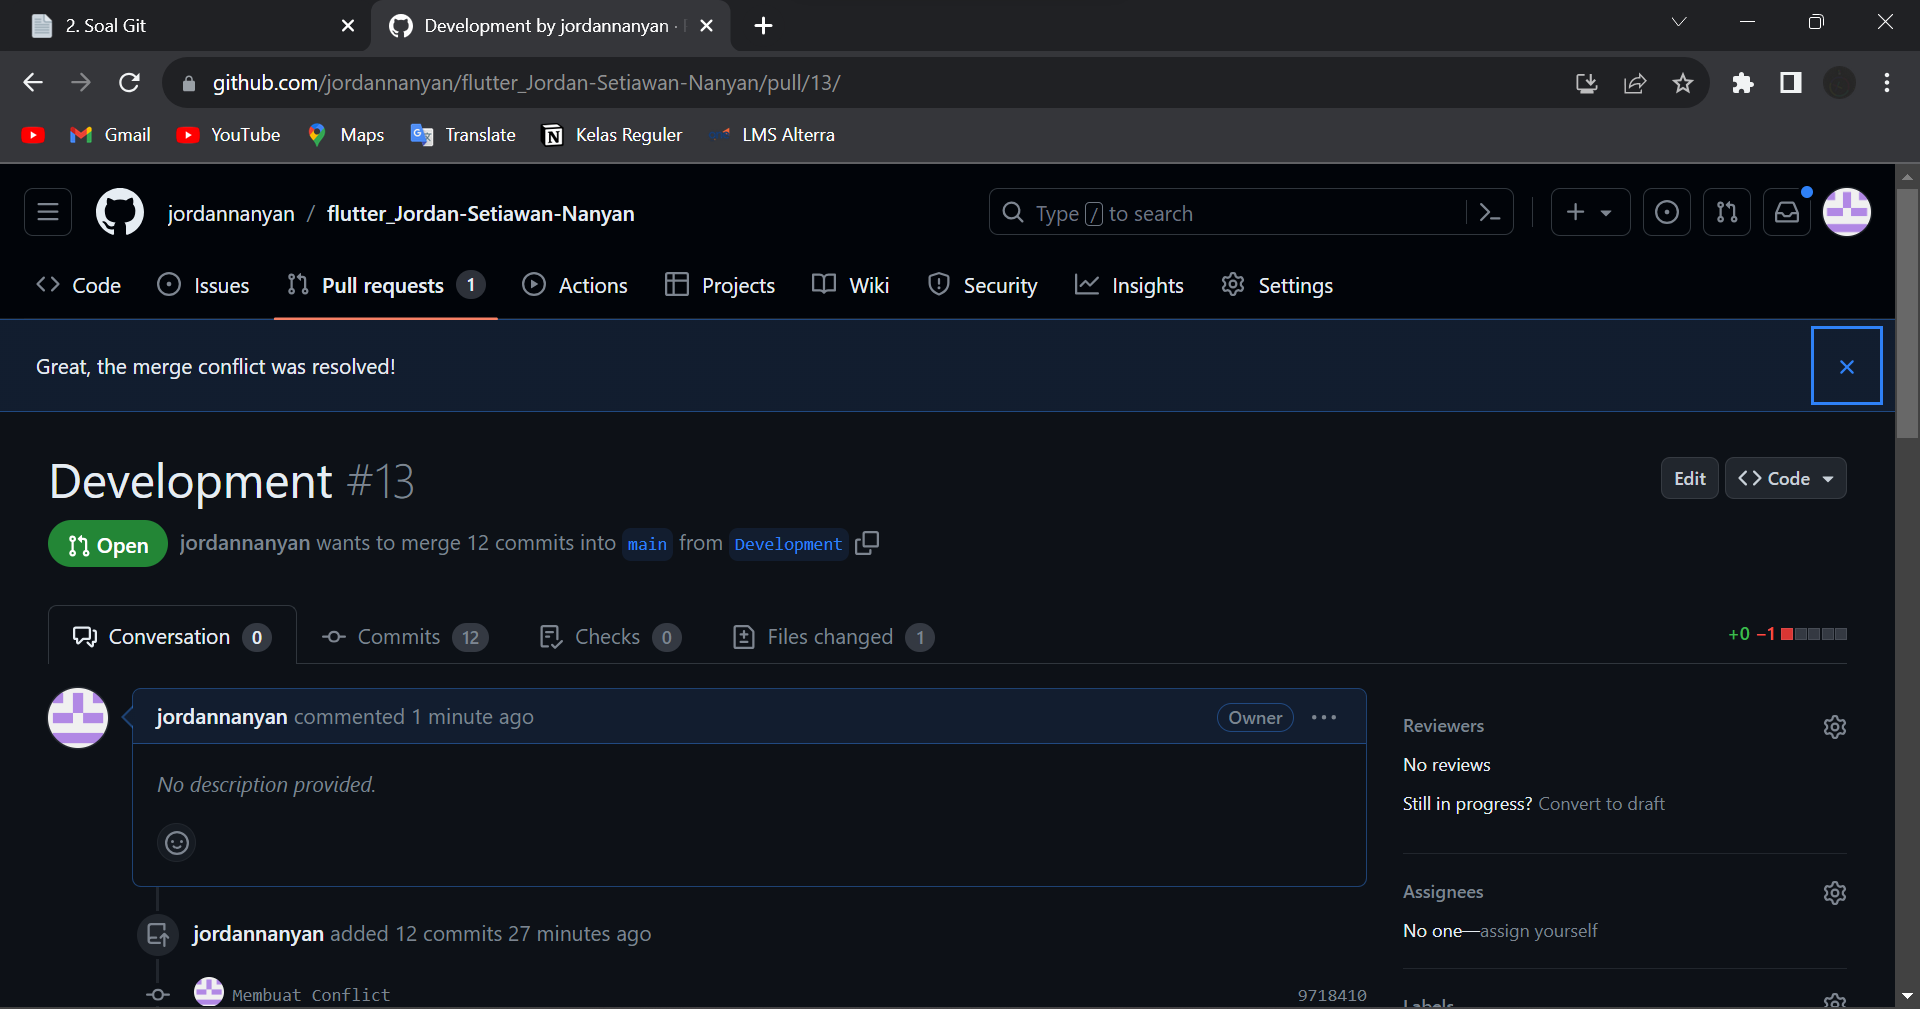 2. Soal Git
Development by jordannanyan ·
github.com/jordannanyan/flutter_Jordan-Setiawan-Nanyan/pull/13/
Gmail YouTube Maps Translate Kelas Reguler LMS Alterra
jordannanyan / flutter_Jordan-Setiawan-Nanyan
Type / to search
Code Issues Pull requests 1 Actions Projects Wiki Security Insights Settings
Great, the merge conflict was resolved!
Development #13
Edit
Code
Open
jordannanyan wants to merge 12 commits into main from Development
Conversation 0 Commits 12 Checks 0 Files changed 1
+0 −1
jordannanyan commented 1 minute ago
Owner
No description provided.
Reviewers
No reviews
Still in progress? Convert to draft
Assignees
No one—assign yourself
jordannanyan added 12 commits 27 minutes ago
Membuat Conflict
9718410
Labels